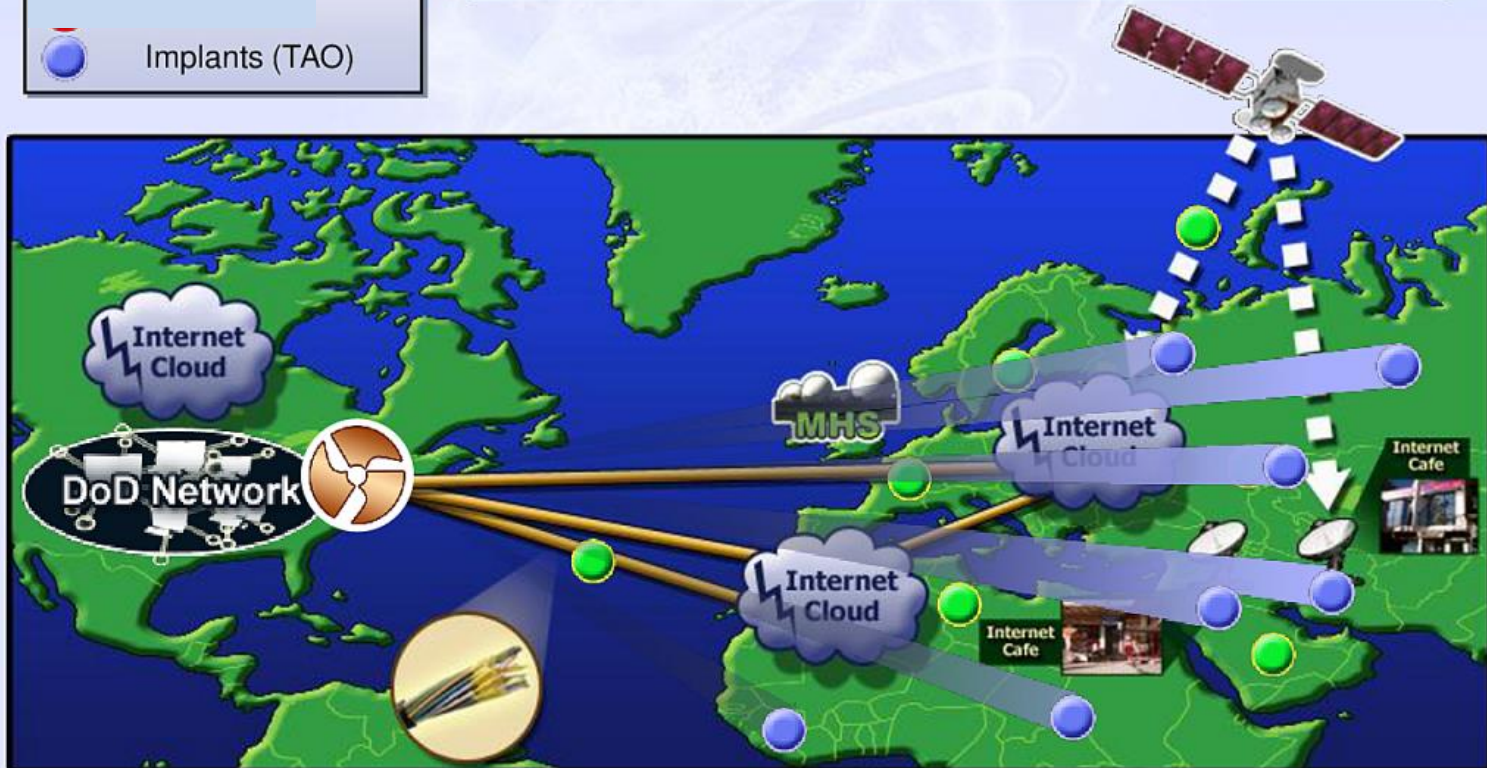 Implants (TAO)
Internet
Cloud
DoD Network
MHS
Internet
Cloud
Internet
Cafe
Internet
Cloud
Internet
Cafe